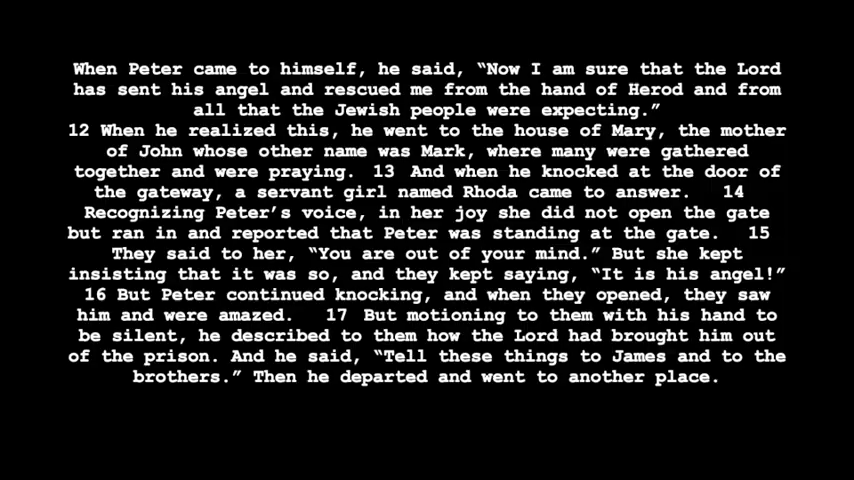 When Peter came to himself, he said, “Now I am sure that the Lord
has sent his angel and rescued me from the hand of Herod and from
all that the Jewish people were expecting.”
12 When he realized this, he went to the house of Mary, the mother
of John whose other name was Mark, where many were gathered
together and were praying. 13 And when he knocked at the door of
the gateway, a servant girl named Rhoda came to answer. 14
Recognizing Peter’s voice, in her joy she did not open the gate
but ran in and reported that Peter was standing at the gate. 15
They said to her, “You are out of your mind.” But she kept
insisting that it was so, and they kept saying, “It is his angel!”
16 But Peter continued knocking, and when they opened, they saw
him and were amazed. 17 But motioning to them with his hand to
be silent, he described to them how the Lord had brought him out
of the prison. And he said, “Tell these things to James and to the
brothers.” Then he departed and went to another place.